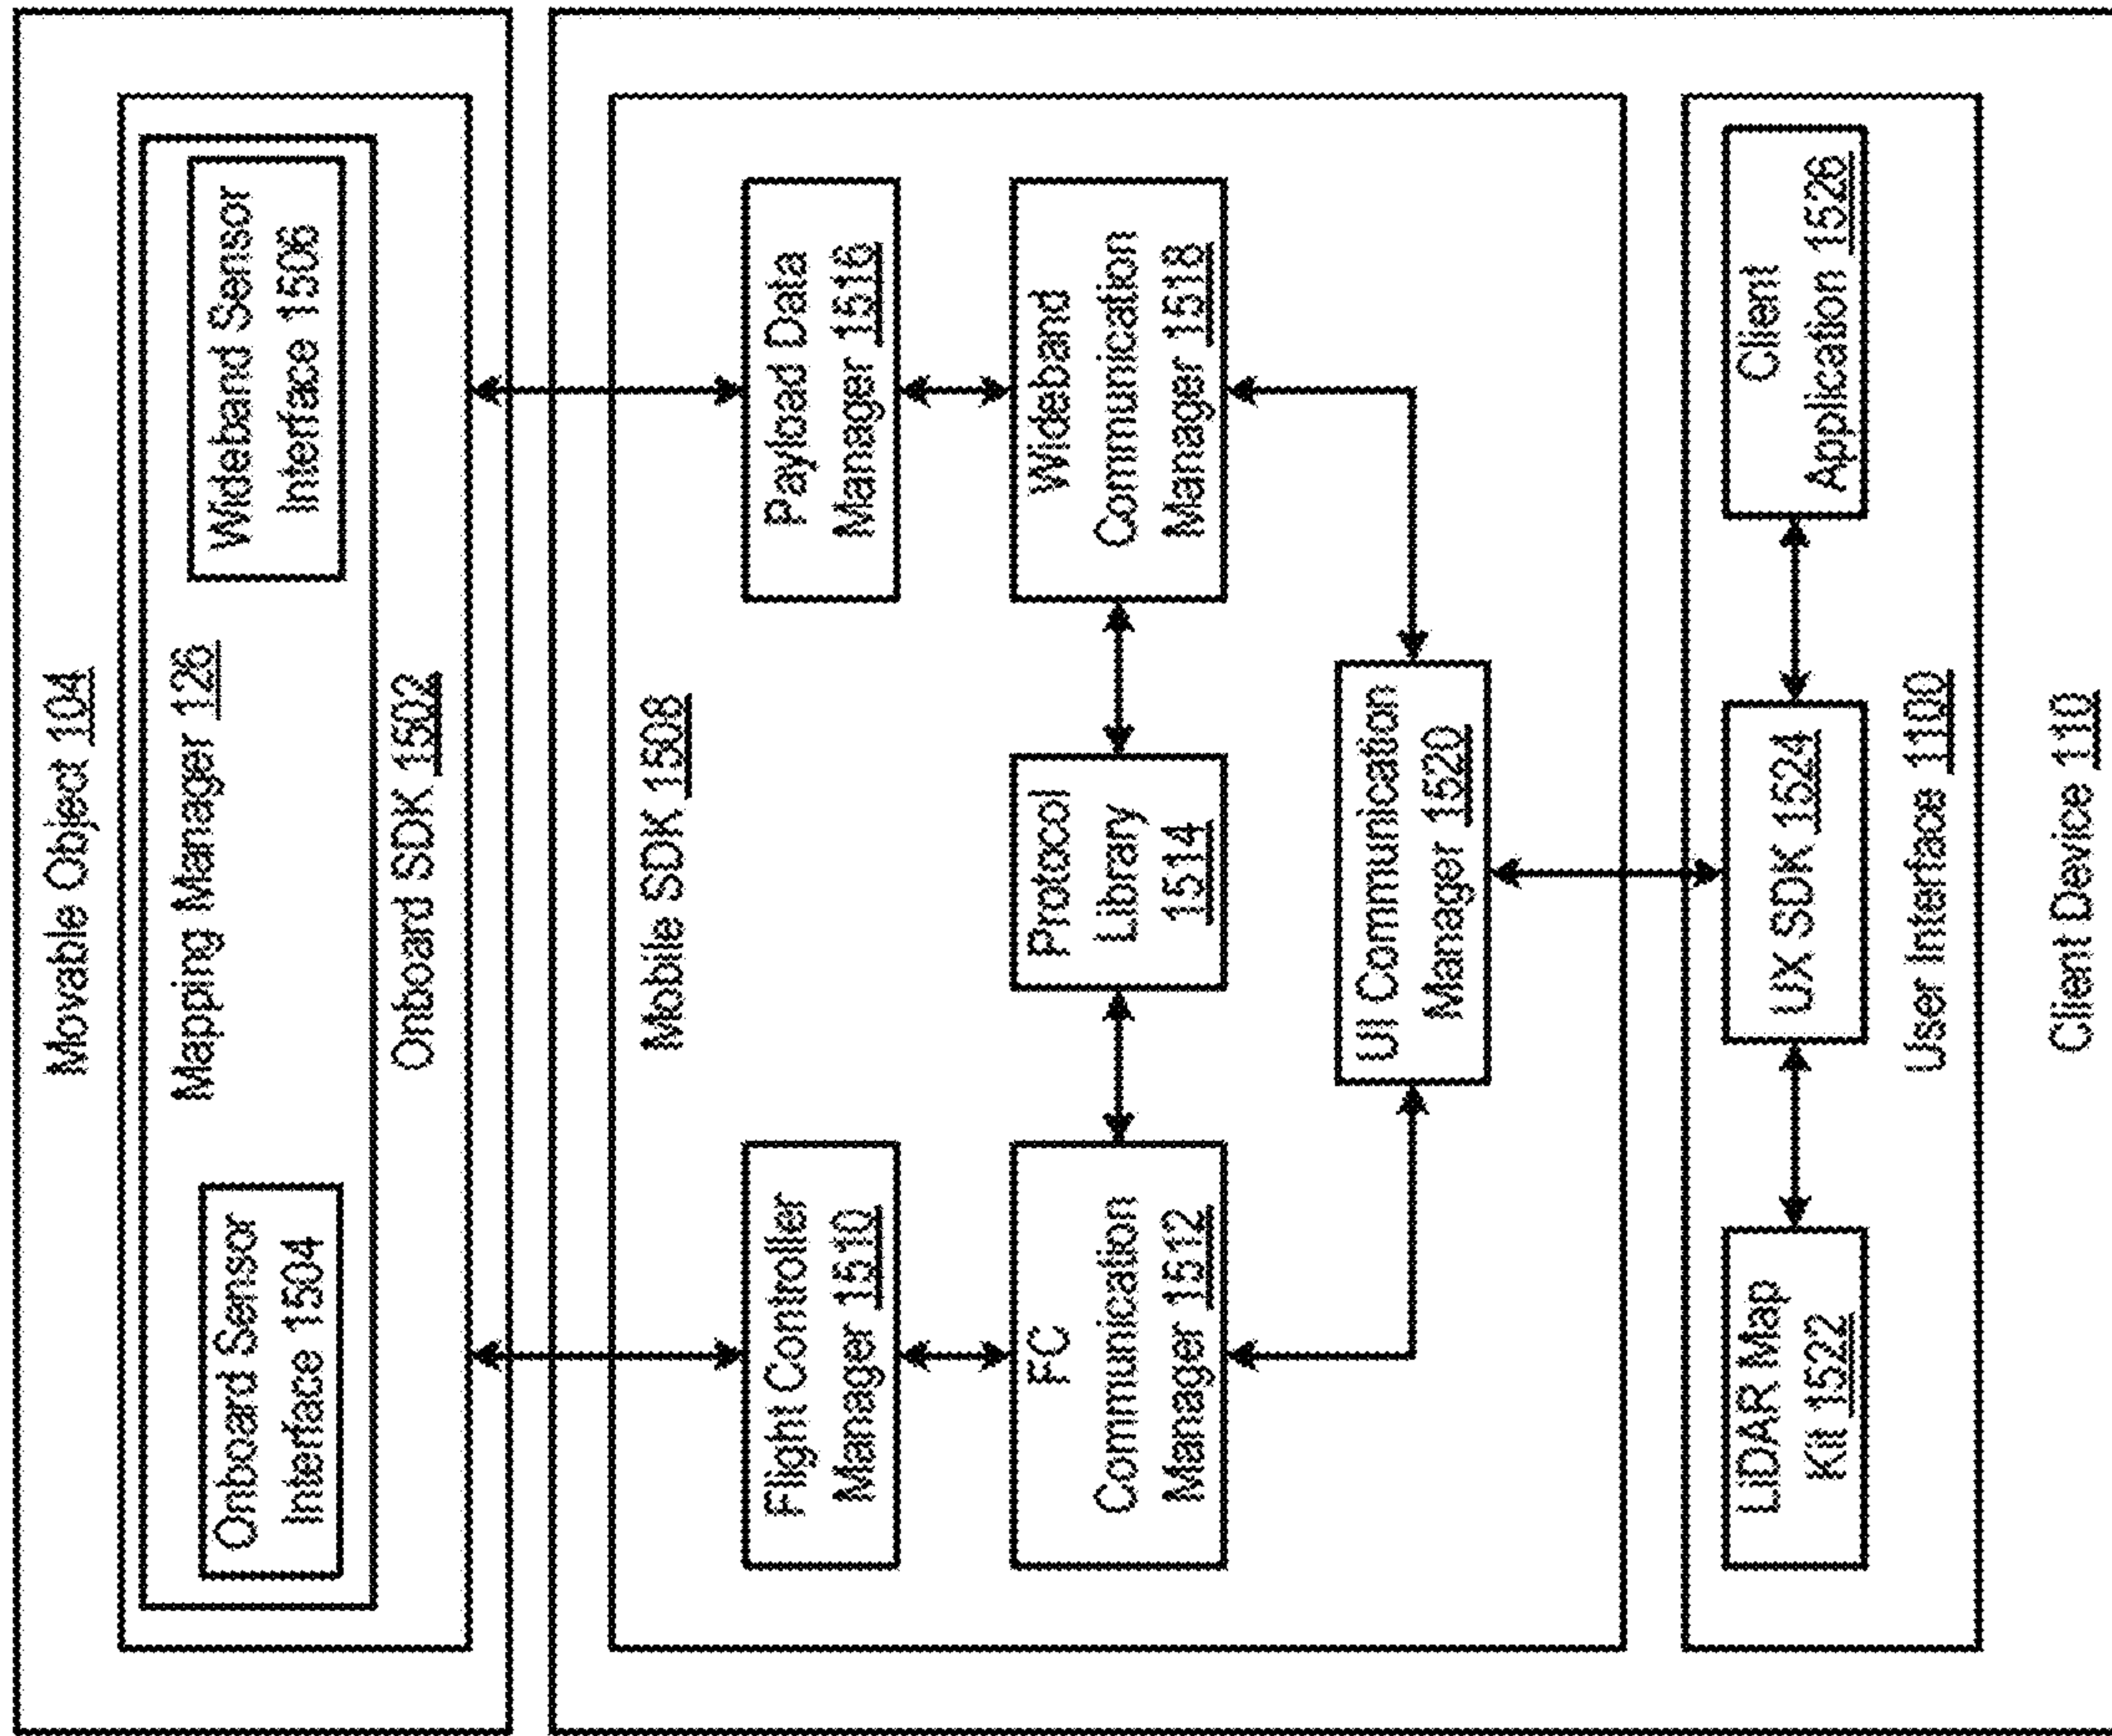 Movable Object 104
Mapping Manager 126
Onboard Sensor
Interface 1504
Wideband Sensor
Interface 1506
Onboard SDK 1502
Mobile SDK 1508
Flight Controller
Manager 1510
Payload Data
Manager 1516
FC
Communication
Manager 1512
Protocol
Library
1514
Wideband
Communication
Manager 1518
UI Communication
Manager 1520
LiDAR Map
Kit 1522
UX SDK 1524
Client
Application 1526
User Interface 1100
Client Device 110